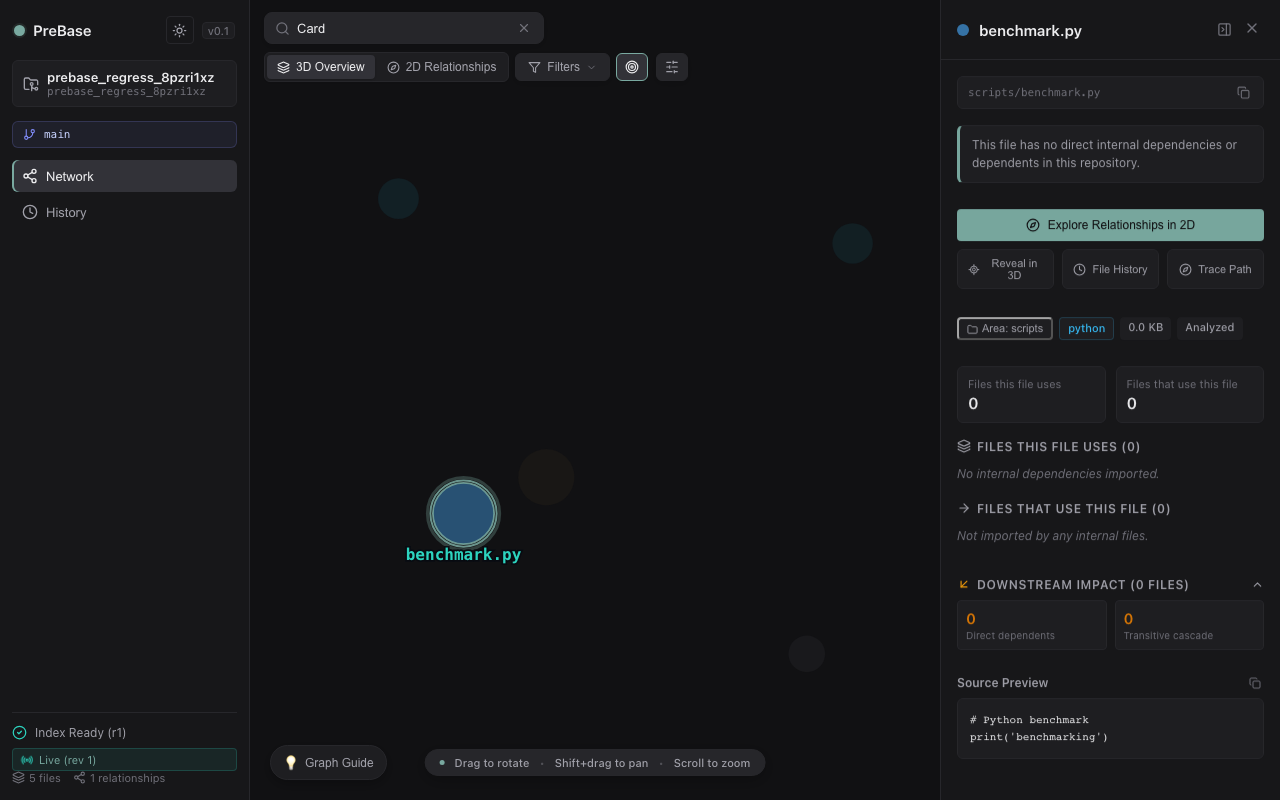 PreBase
v0.1
prebase_regress_8pzri1xz
prebase_regress_8pzri1xz
main
Network
History
Index Ready (r1)
Live (rev 1)
5 files
1 relationships
Card
3D Overview
2D Relationships
Filters
benchmark.py
Graph Guide
Drag to rotate · Shift+drag to pan · Scroll to zoom
benchmark.py
scripts/benchmark.py
This file has no direct internal dependencies or
dependents in this repository.
Explore Relationships in 2D
Reveal in
3D
File History
Trace Path
Area: scripts
python
0.0 KB
Analyzed
Files this file uses
0
Files that use this file
0
FILES THIS FILE USES (0)
No internal dependencies imported.
FILES THAT USE THIS FILE (0)
Not imported by any internal files.
DOWNSTREAM IMPACT (0 FILES)
0
Direct dependents
0
Transitive cascade
Source Preview
# Python benchmark
print('benchmarking')